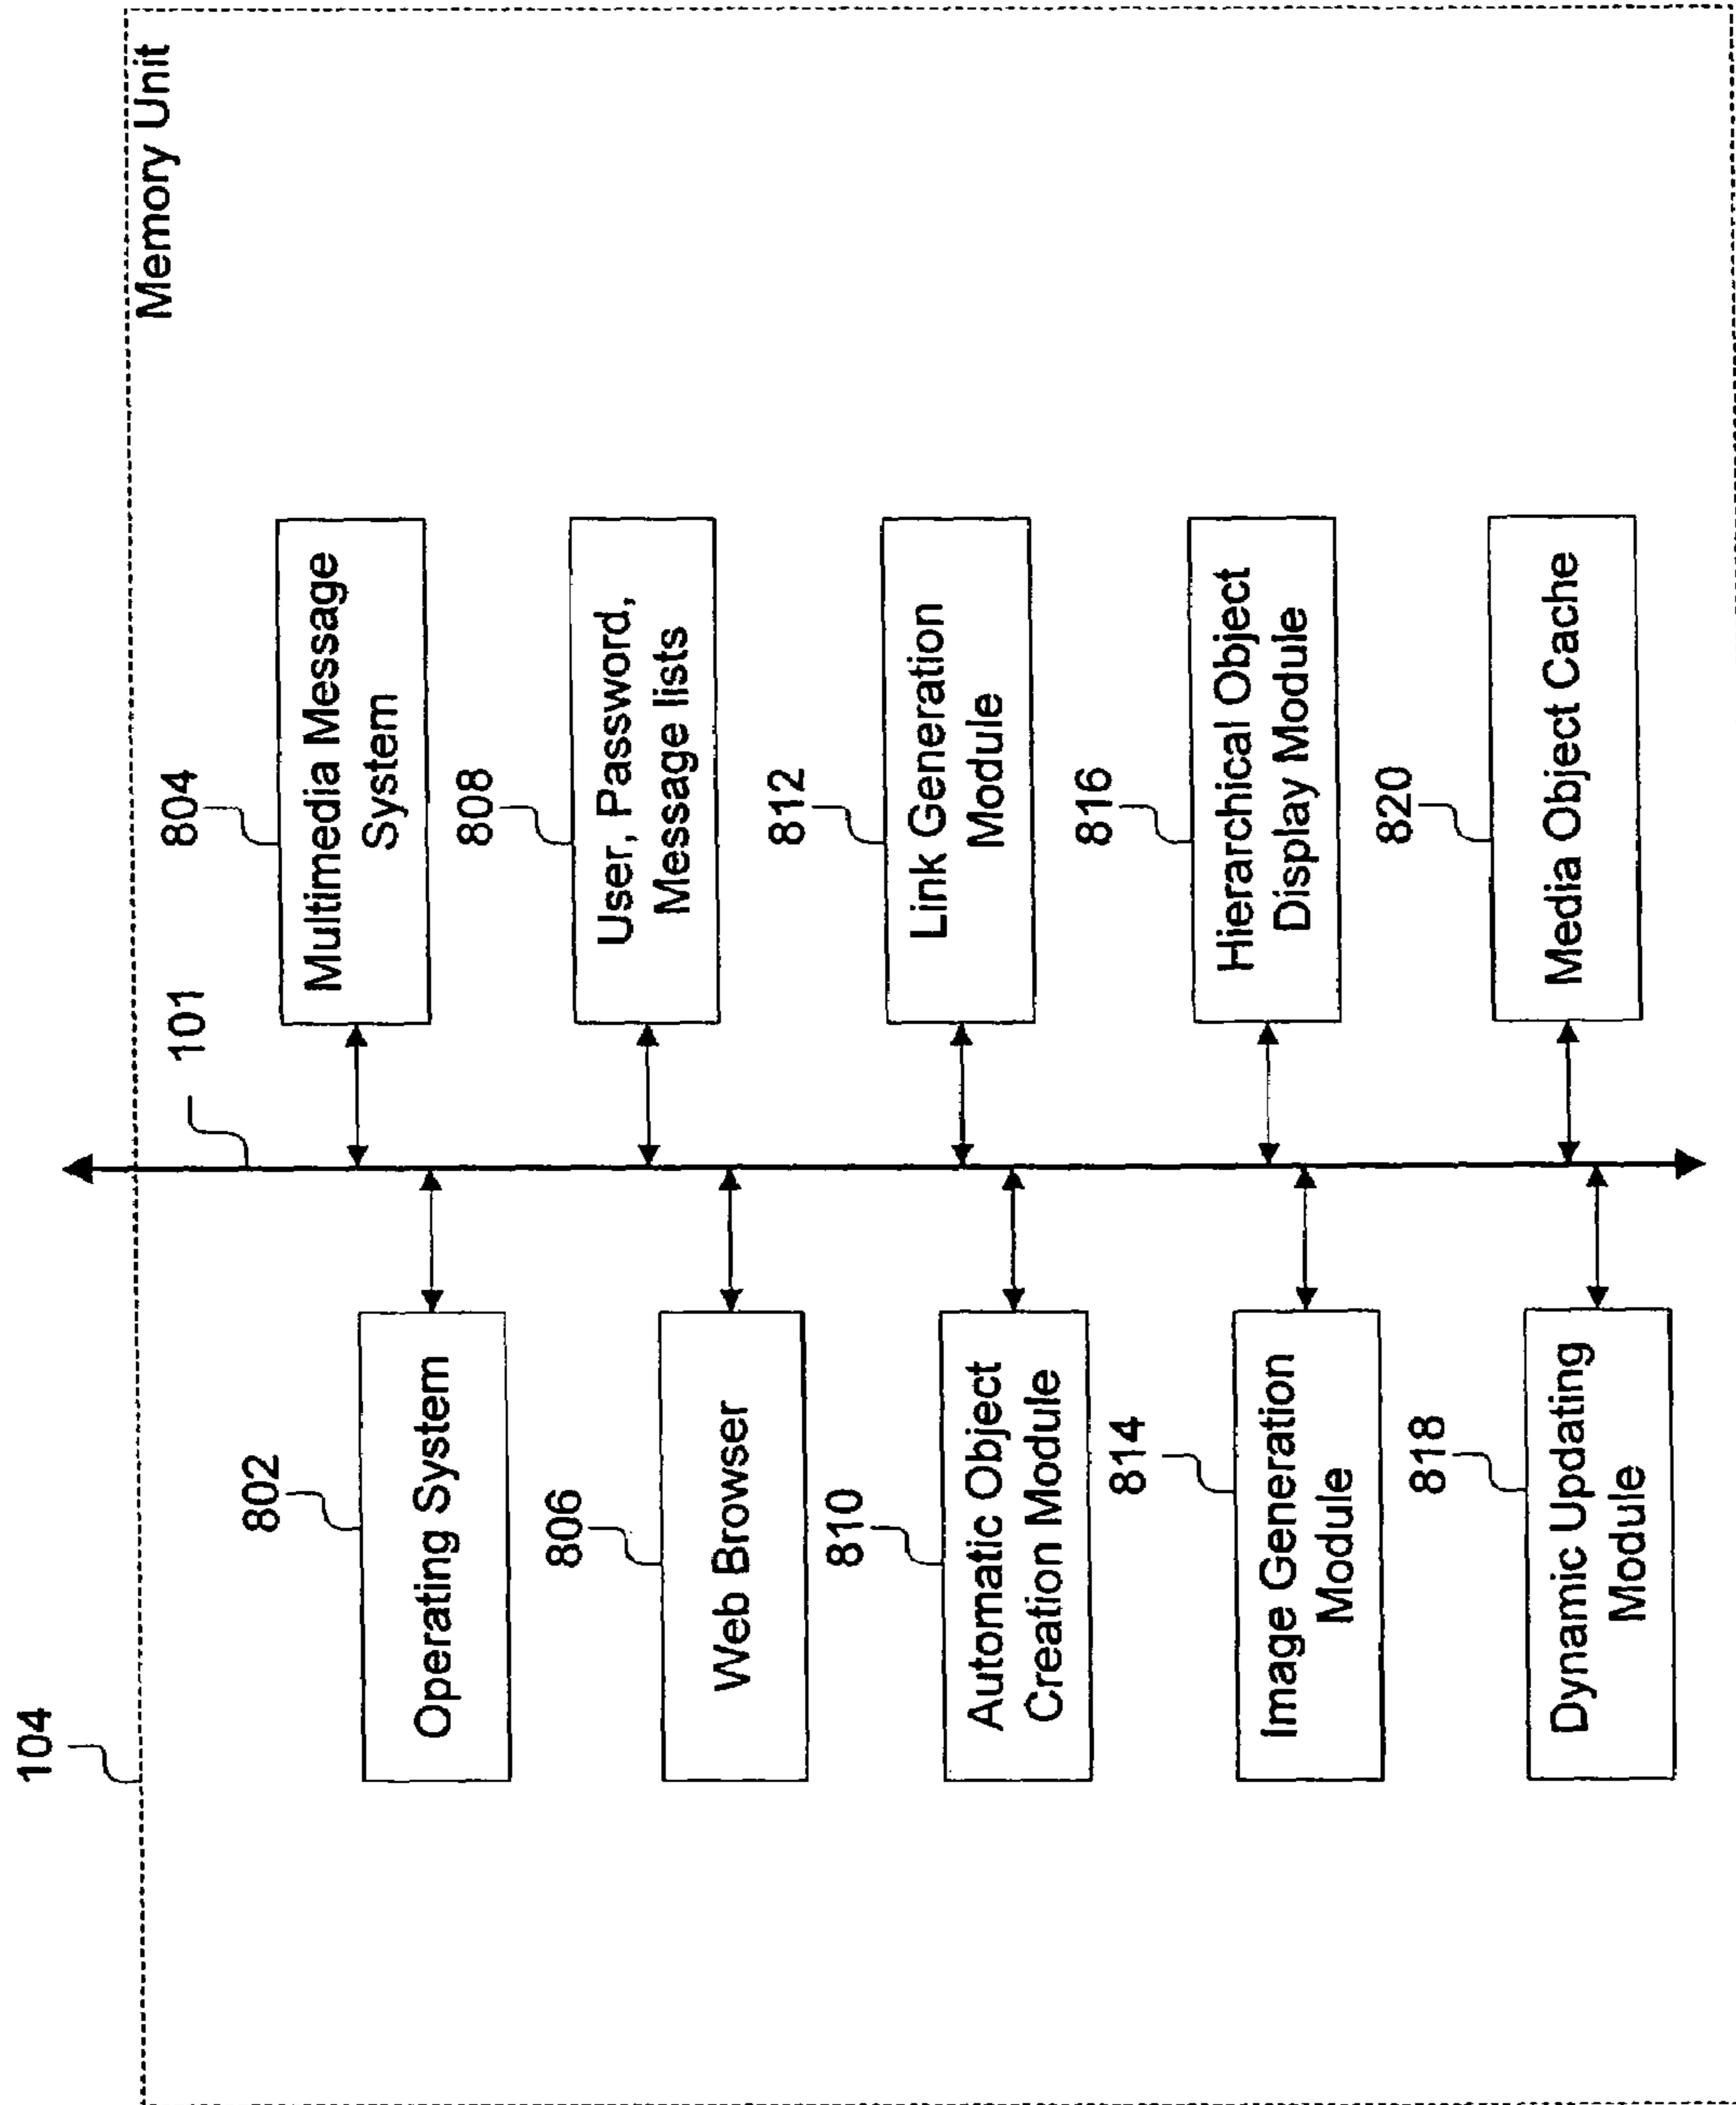 104
Memory Unit
101
802
Operating System
804
Multimedia Message
System
806
Web Browser
808
User, Password,
Message lists
810
Automatic Object
Creation Module
812
Link Generation
Module
814
Image Generation
Module
816
Hierarchical Object
Display Module
818
Dynamic Updating
Module
820
Media Object Cache